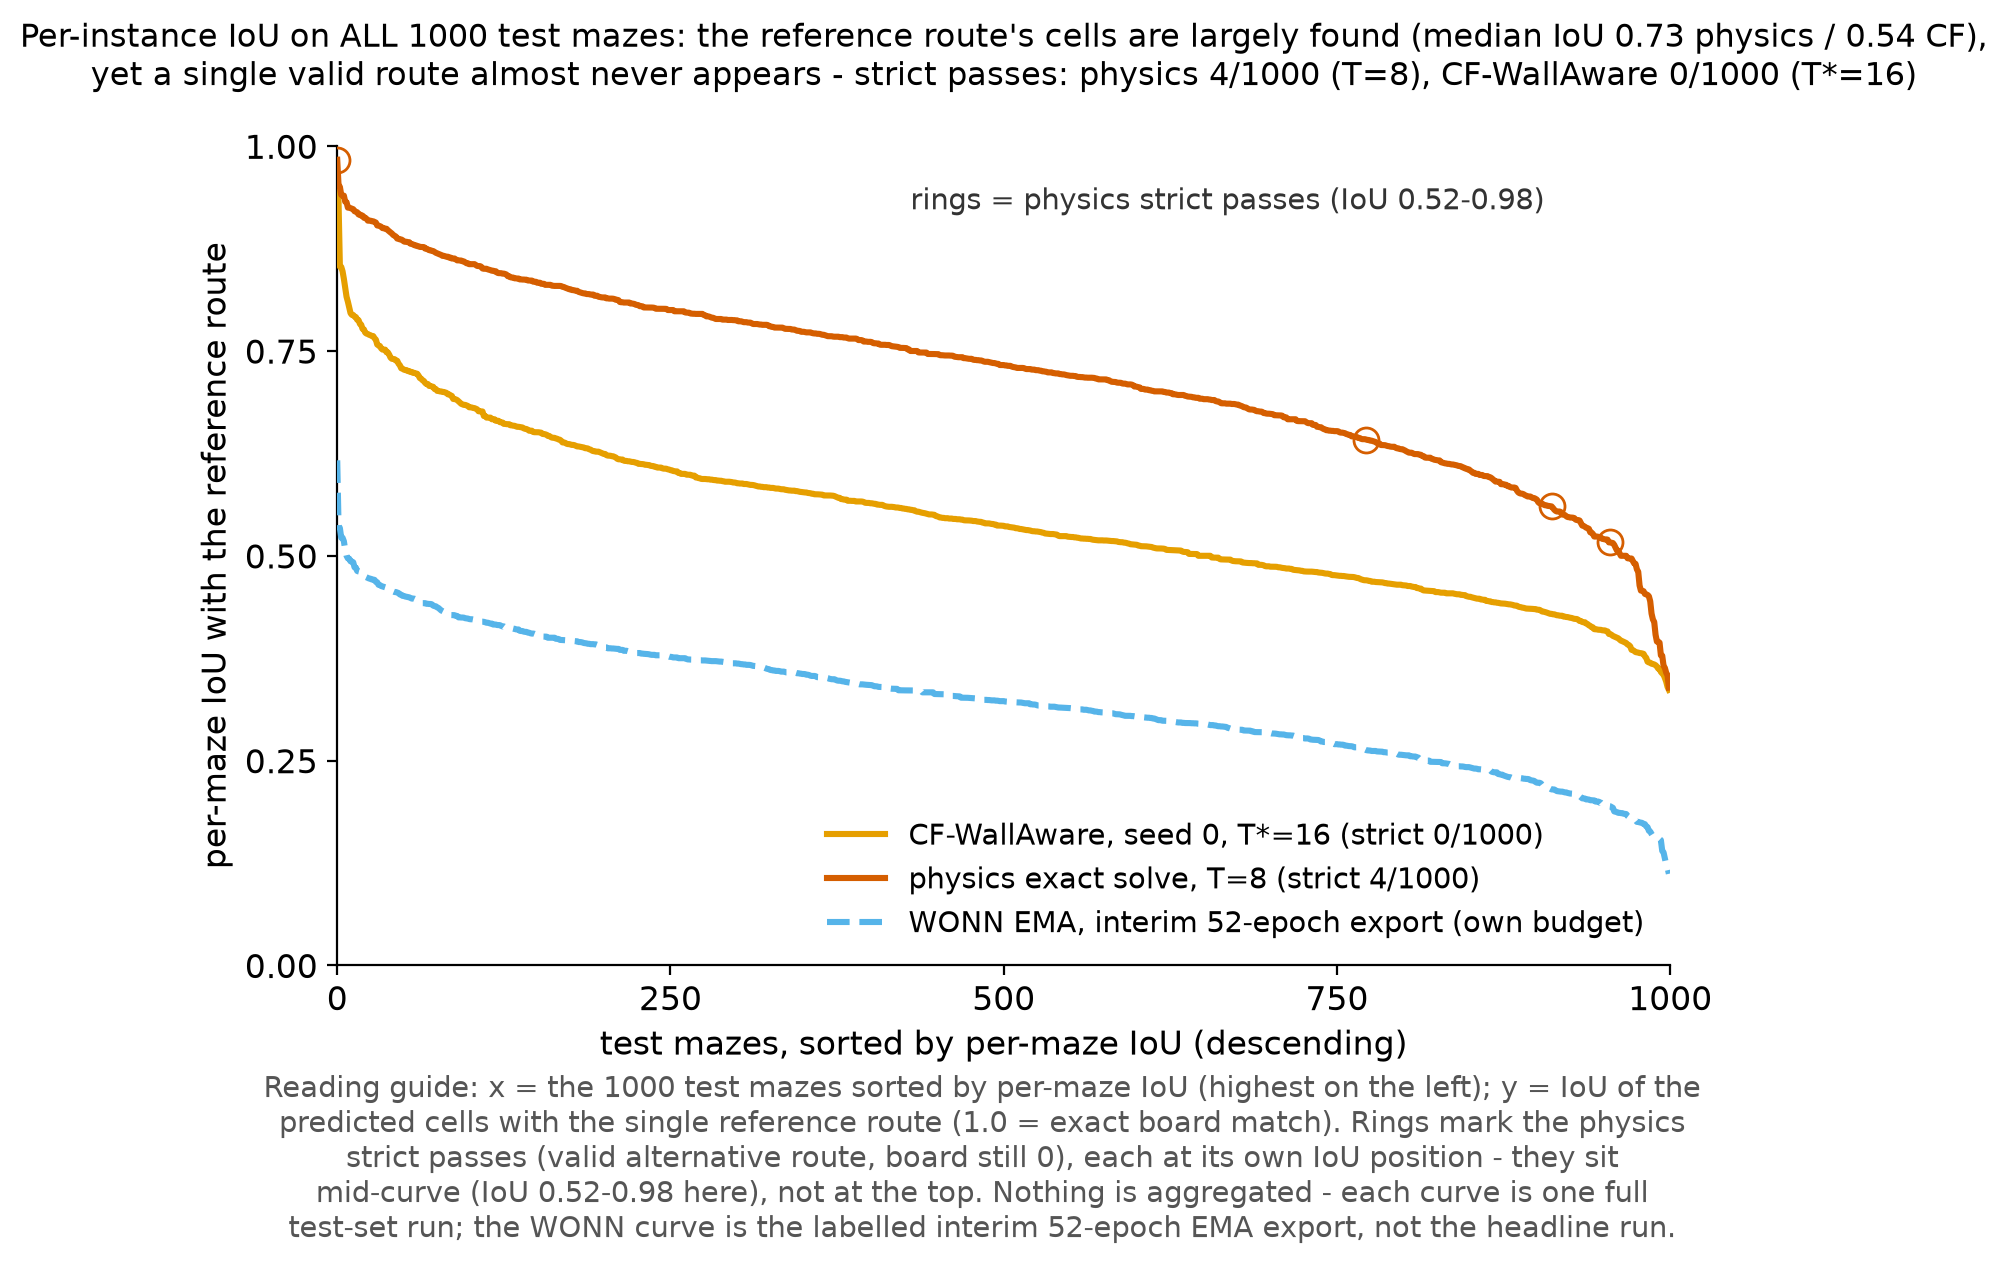 Per-instance IoU on ALL 1000 test mazes: the reference route's cells are largely found (median IoU 0.73 physics / 0.54 CF),
yet a single valid route almost never appears - strict passes: physics 4/1000 (T=8), CF-WallAware 0/1000 (T*=16)
1.00
0.75
0.50
0.25
0.00
per-maze IoU with the reference route
rings = physics strict passes (IoU 0.52-0.98)
CF-WallAware, seed 0, T*=16 (strict 0/1000)
physics exact solve, T=8 (strict 4/1000)
WONN EMA, interim 52-epoch export (own budget)
0 250 500 750 1000
test mazes, sorted by per-maze IoU (descending)
Reading guide: x = the 1000 test mazes sorted by per-maze IoU (highest on the left); y = IoU of the
predicted cells with the single reference route (1.0 = exact board match). Rings mark the physics
strict passes (valid alternative route, board still 0), each at its own IoU position - they sit
mid-curve (IoU 0.52-0.98 here), not at the top. Nothing is aggregated - each curve is one full
test-set run; the WONN curve is the labelled interim 52-epoch EMA export, not the headline run.